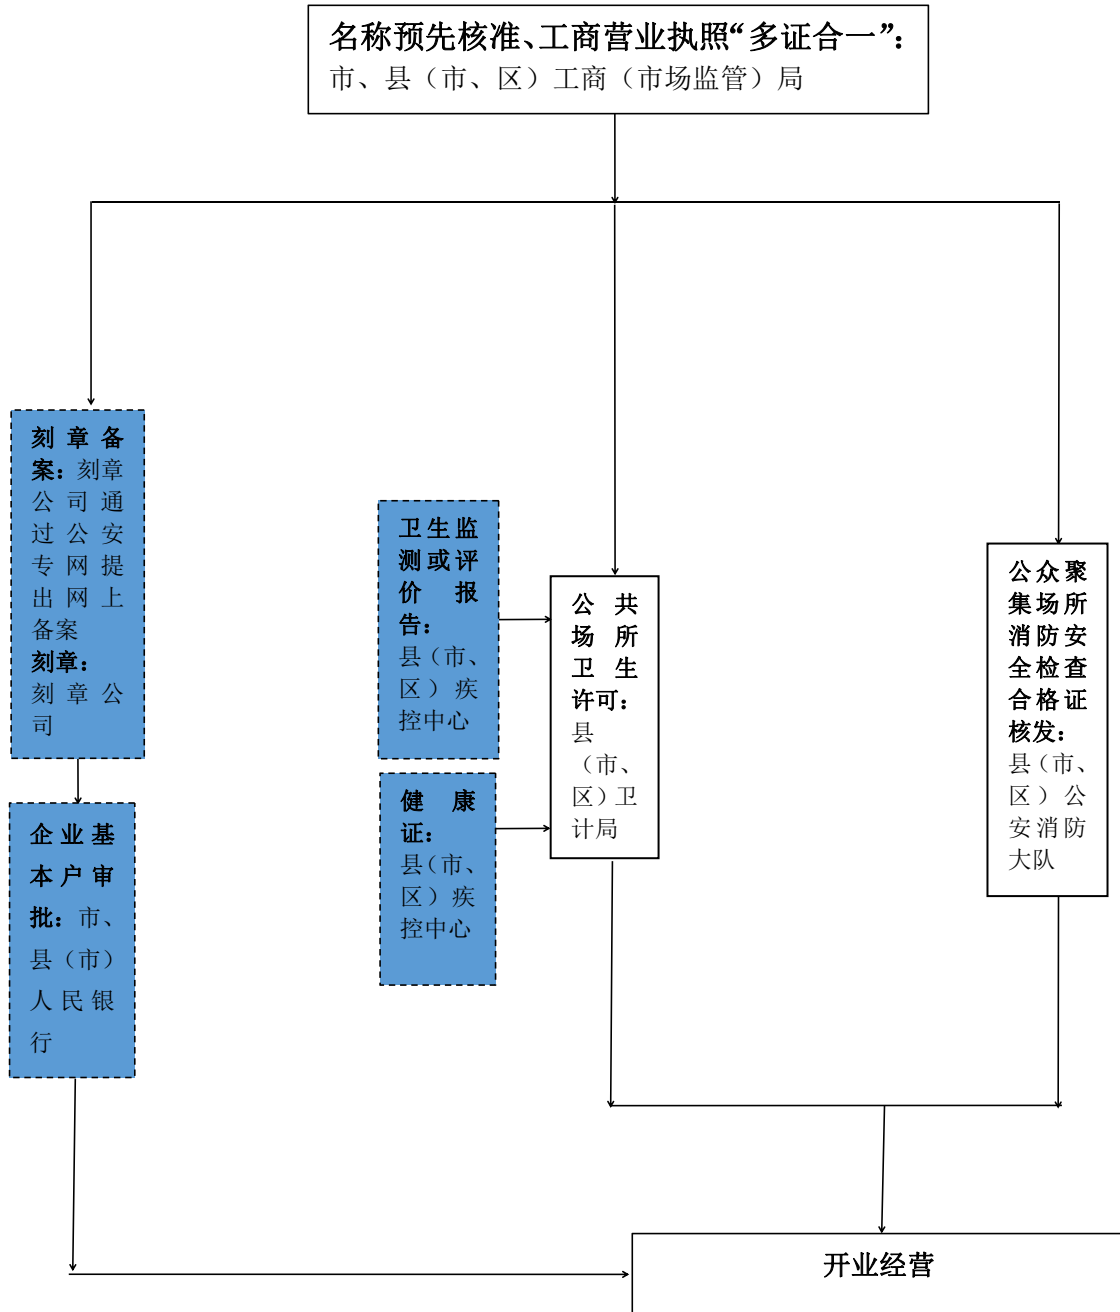 名称预先核准、工商营业执照“多证合一”：
市、县（市、区）工商（市场监管）局
刻章备
案：刻章
公司通
过公安
专网提
出网上
备案
刻章：
刻章公
司
企业基
本户审
批：市、
县（市）
人民银
行
卫生监
测或评
价报
告：
县（市、
区）疾
控中心
健康
证：
县（市、
区）疾
控中心
公共
场所
卫生
许可：
县
（市、
区）卫
计局
公众聚
集场所
消防安
全检查
合格证
核发：
县（市、
区）公
安消防
大队
开业经营